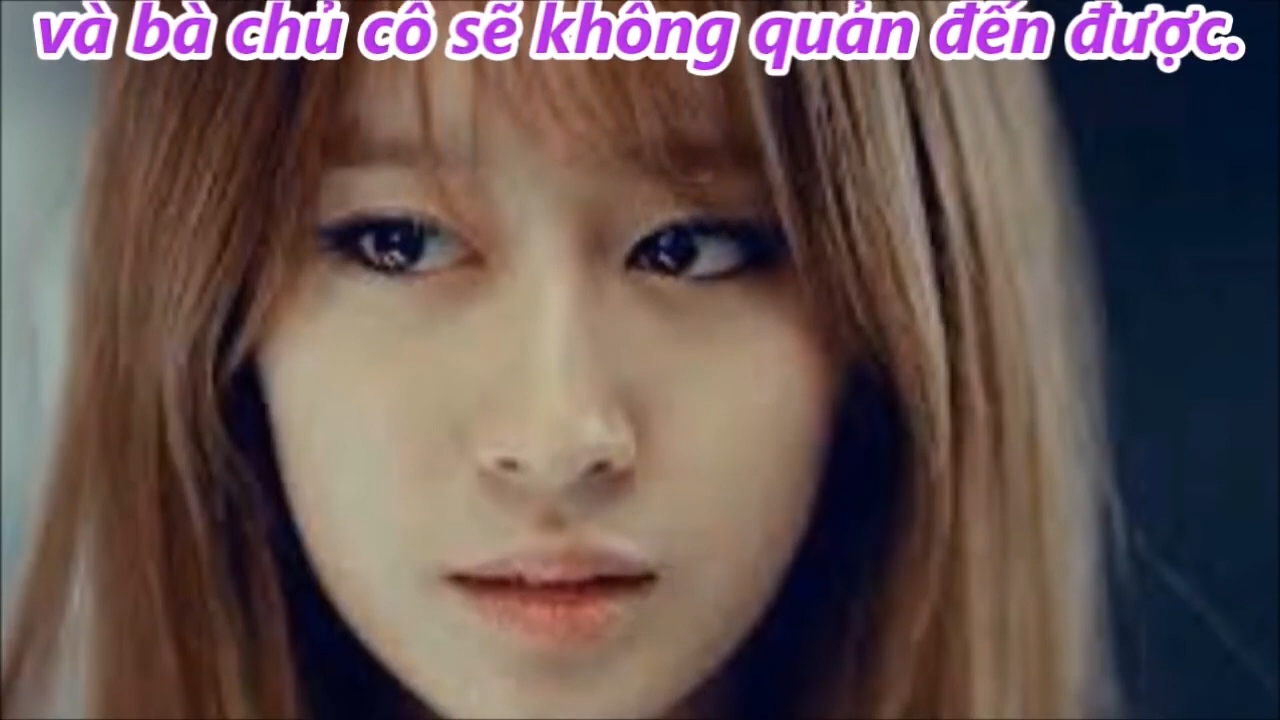 và bà chủ cô sẽ không quản đến được.